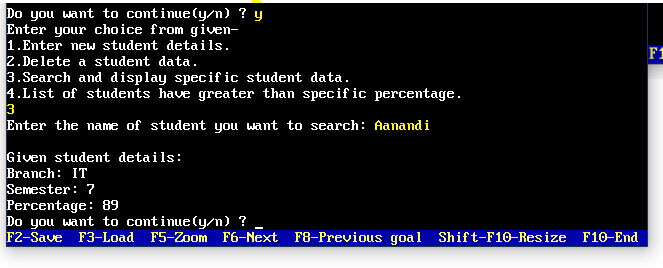 Do you want to continue(y/n) ? y
Enter your choice from given-
1.Enter new student details.
2.Delete a student data.
3.Search and display specific student data.
4.List of students have greater than specific percentage.
3
Enter the name of student you want to search: Aanandi
Given student details:
Branch: IT
Semester: 7
Percentage: 89
Do you want to continue(y/n) ? _
F2-Save F3-Load F5-Zoom F6-Next F8-Previous goal Shift-F10-Resize F10-End